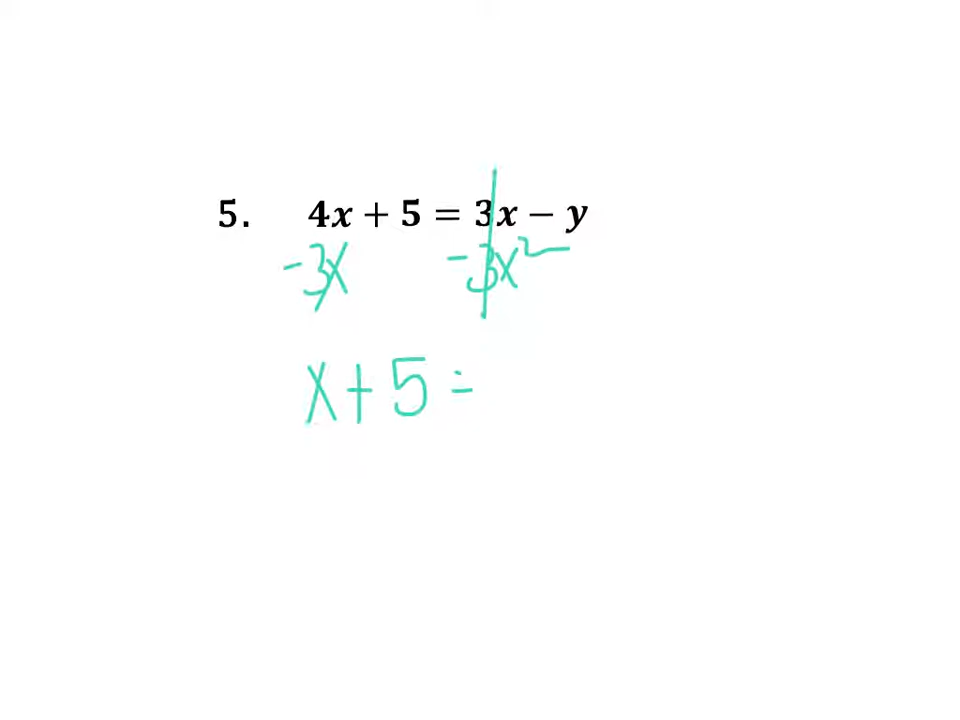 5. 4x + 5 = 3x − y
-3x -3x
x + 5 =